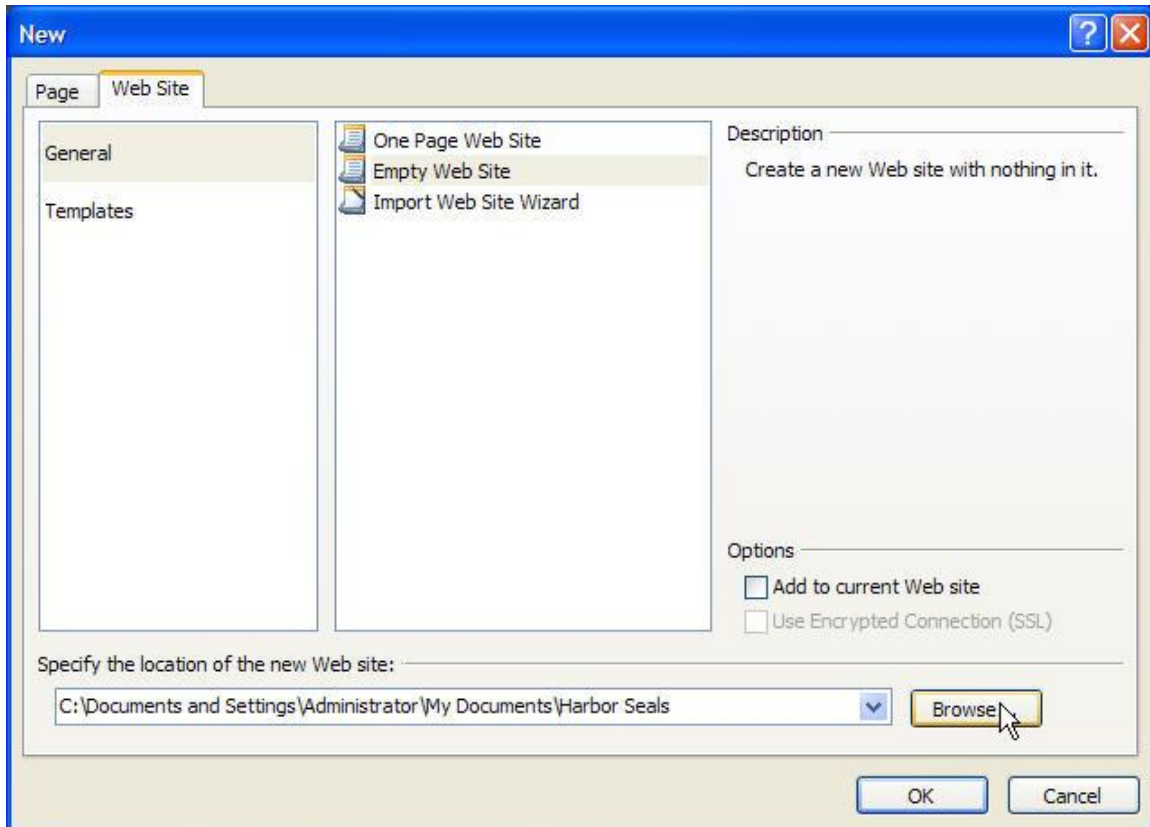 New
Page
Web Site
General
Templates
One Page Web Site
Empty Web Site
Import Web Site Wizard
Description
Create a new Web site with nothing in it.
Options
Add to current Web site
Use Encrypted Connection (SSL)
Specify the location of the new Web site:
C:\Documents and Settings\Administrator\My Documents\Harbor Seals
Browse...
OK
Cancel